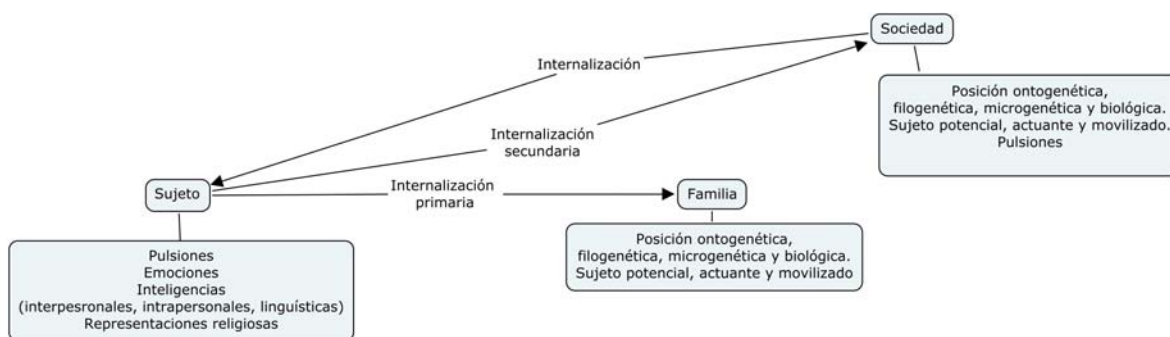 Sociedad
Internalización
Posición ontogenética,
filogenética, microgenética y biológica.
Sujeto potencial, actuante y movilizado.
Pulsiones
Internalización
secundaria
Sujeto
Internalización
primaria
Familia
Posición ontogenética,
filogenética, microgenética y biológica.
Sujeto potencial, actuante y movilizado
Pulsiones
Emociones
Inteligencias
(interpesronales, intrapersonales, linguísticas)
Representaciones religiosas